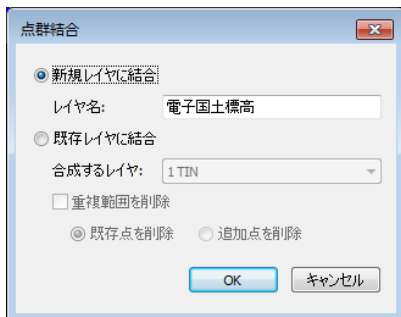 点群結合
新規レイヤに結合
レイヤ名: 電子国土標高
既存レイヤに結合
合成するレイヤ: 1 TIN
重複範囲を削除
既存点を削除 追加点を削除
OK キャンセル